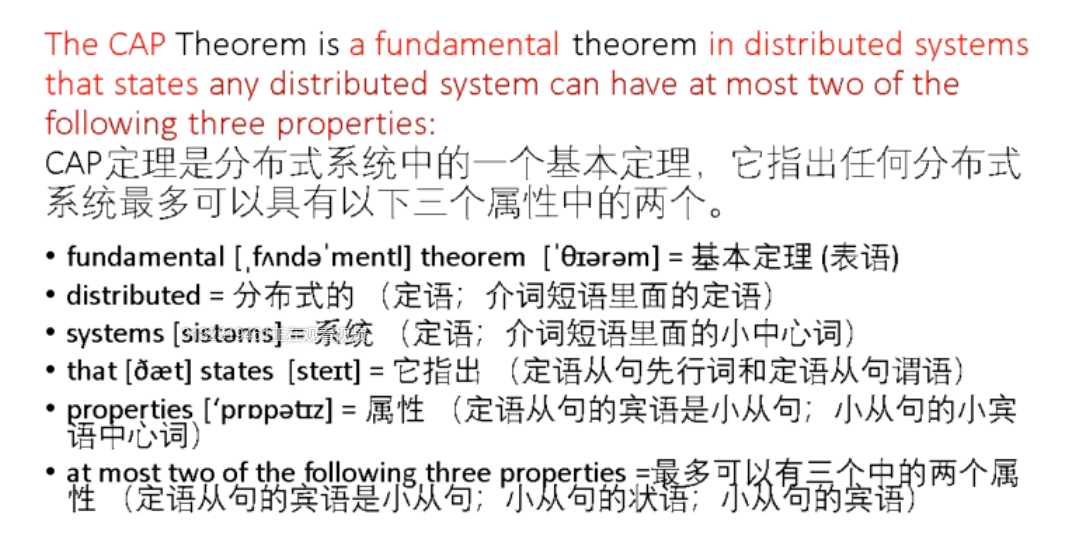 The CAP Theorem is a fundamental theorem in distributed systems
that states any distributed system can have at most two of the
following three properties:
CAP定理是分布式系统中的一个基本定理，它指出任何分布式
系统最多可以具有以下三个属性中的两个。
• fundamental [ˌfʌndəˈmentl] theorem [ˈθɪərəm] = 基本定理 (表语)
• distributed = 分布式的 （定语；介词短语里面的定语）
• systems [sistəms] = 系统 （定语；介词短语里面的小中心词）
• that [ðæt] states [steɪt] = 它指出 （定语从句先行词和定语从句谓语）
• properties [‘prɒpətɪz] = 属性 （定语从句的宾语是小从句；小从句的小宾
语中心词）
• at most two of the following three properties =最多可以有三个中的两个属
性 （定语从句的宾语是小从句；小从句的状语；小从句的宾语）